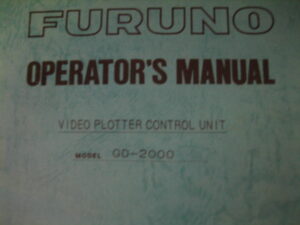 FURUNO
OPERATOR'S MANUAL
VIDEO PLOTTER CONTROL UNIT
MODEL GD-2000